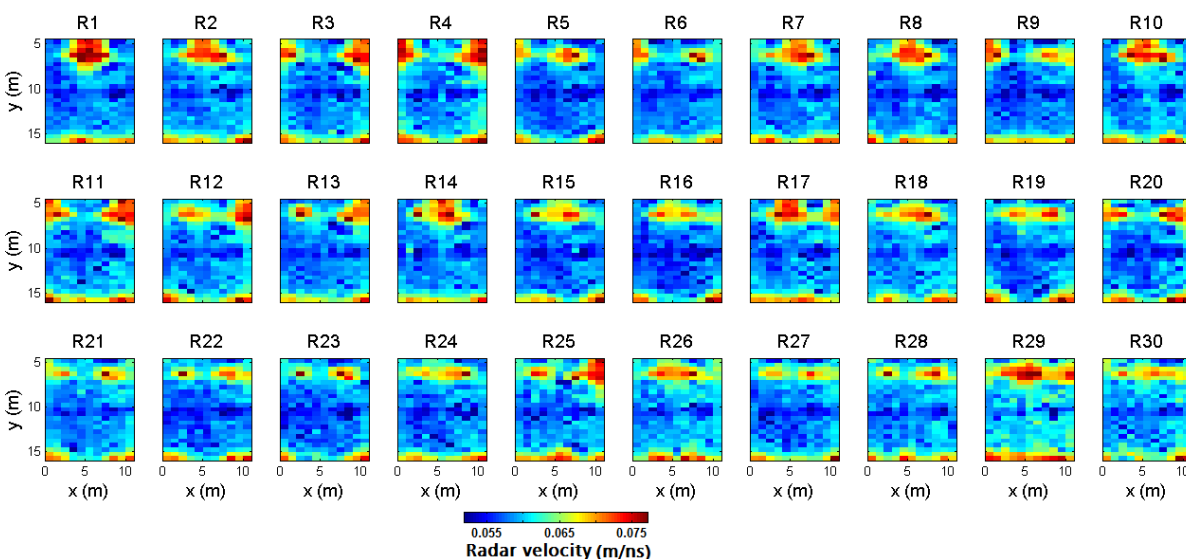 R1 R2 R3 R4 R5 R6 R7 R8 R9 R10
5
10
15
y (m)
R11 R12 R13 R14 R15 R16 R17 R18 R19 R20
5
10
15
y (m)
R21 R22 R23 R24 R25 R26 R27 R28 R29 R30
5
10
15
y (m)
0 5 10 0 5 10 0 5 10 0 5 10 0 5 10 0 5 10 0 5 10 0 5 10 0 5 10 0 5 10
x (m) x (m) x (m) x (m) x (m) x (m) x (m) x (m) x (m) x (m)
0.055 0.065 0.075
Radar velocity (m/ns)